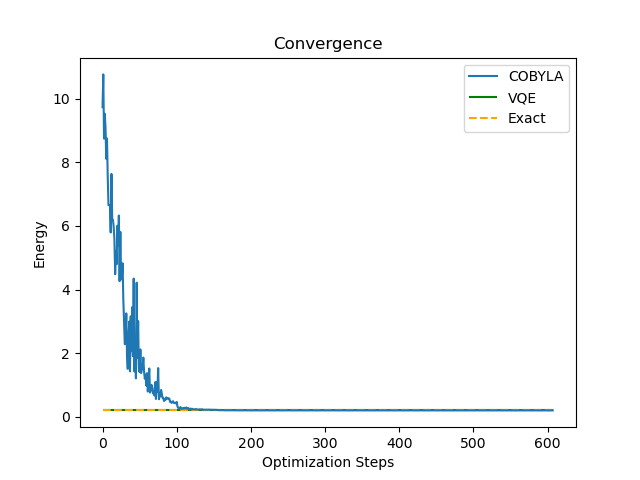 Convergence
COBYLA
VQE
Exact
Energy
10
8
6
4
2
0
0 100 200 300 400 500 600
Optimization Steps